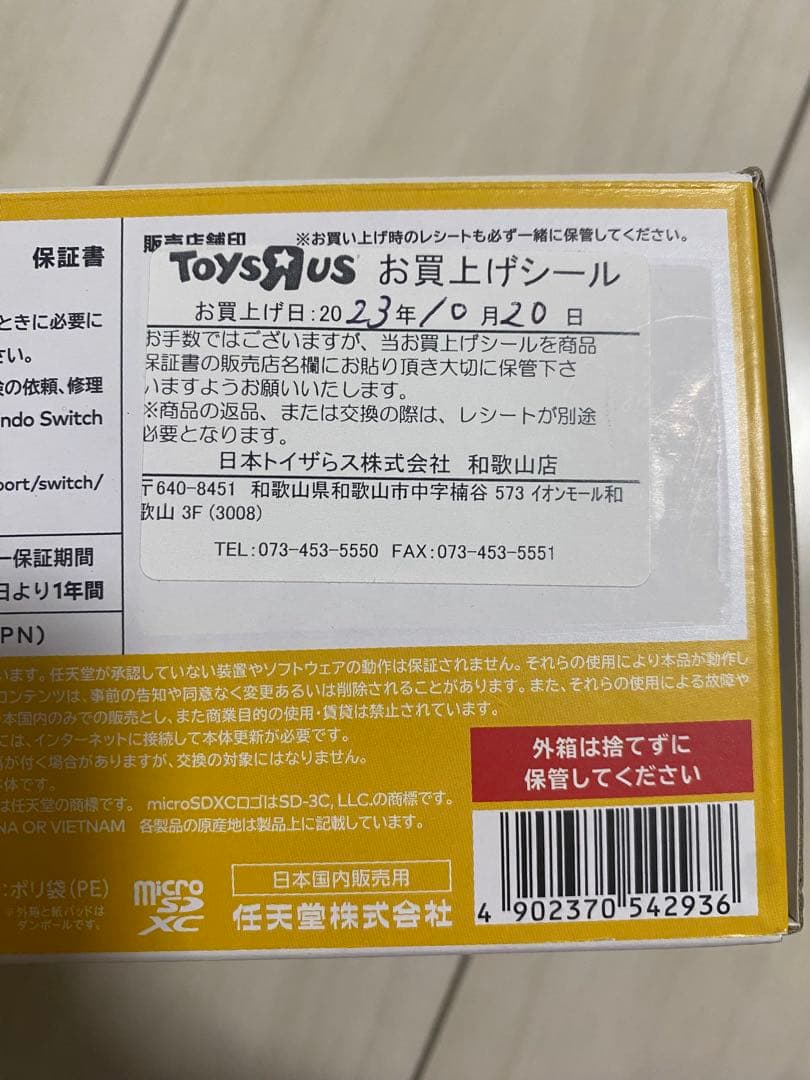 保証書
ときに必要に
さい。
検の依頼、修理
endo Switch
port/switch/
ー保証期間
日より1年間
PN)
販売店舗印 ※お買い上げ時のレシートも必ず一緒に保管してください。
TOYSЯUS お買上げシール
お買上げ日:2023年10月20日
お手数ではございますが、当お買上げシールを商品
保証書の販売店名欄にお貼り頂き大切に保管下さ
いますようお願いいたします。
※商品の返品、または交換の際は、レシートが別途
必要となります。
日本トイザらス株式会社 和歌山店
〒640-8451 和歌山県和歌山市中字楠谷 573 イオンモール和
歌山 3F (3008)
TEL:073-453-5550 FAX:073-453-5551
います。任天堂が承認していない装置やソフトウェアの動作は保証されません。それらの使用により本品が動作し
コンテンツは、事前の告知や同意なく変更あるいは削除されることがあります。また、それらの使用による故障や
本国内のみでの販売とし、また商業目的の使用・賃貸は禁止されています。
には、インターネットに接続して本体更新が必要です。
が付く場合がありますが、交換の対象にはなりません。
体です。
は任天堂の商標です。 microSDXCロゴはSD-3C, LLC.の商標です。
NA OR VIETNAM 各製品の原産地は製品上に記載しています。
外箱は捨てずに
保管してください
:ポリ袋(PE)
※外箱と紙パッドは
ダンボールです。
micro
SD
XC
日本国内販売用
任天堂株式会社
4 902370 542936